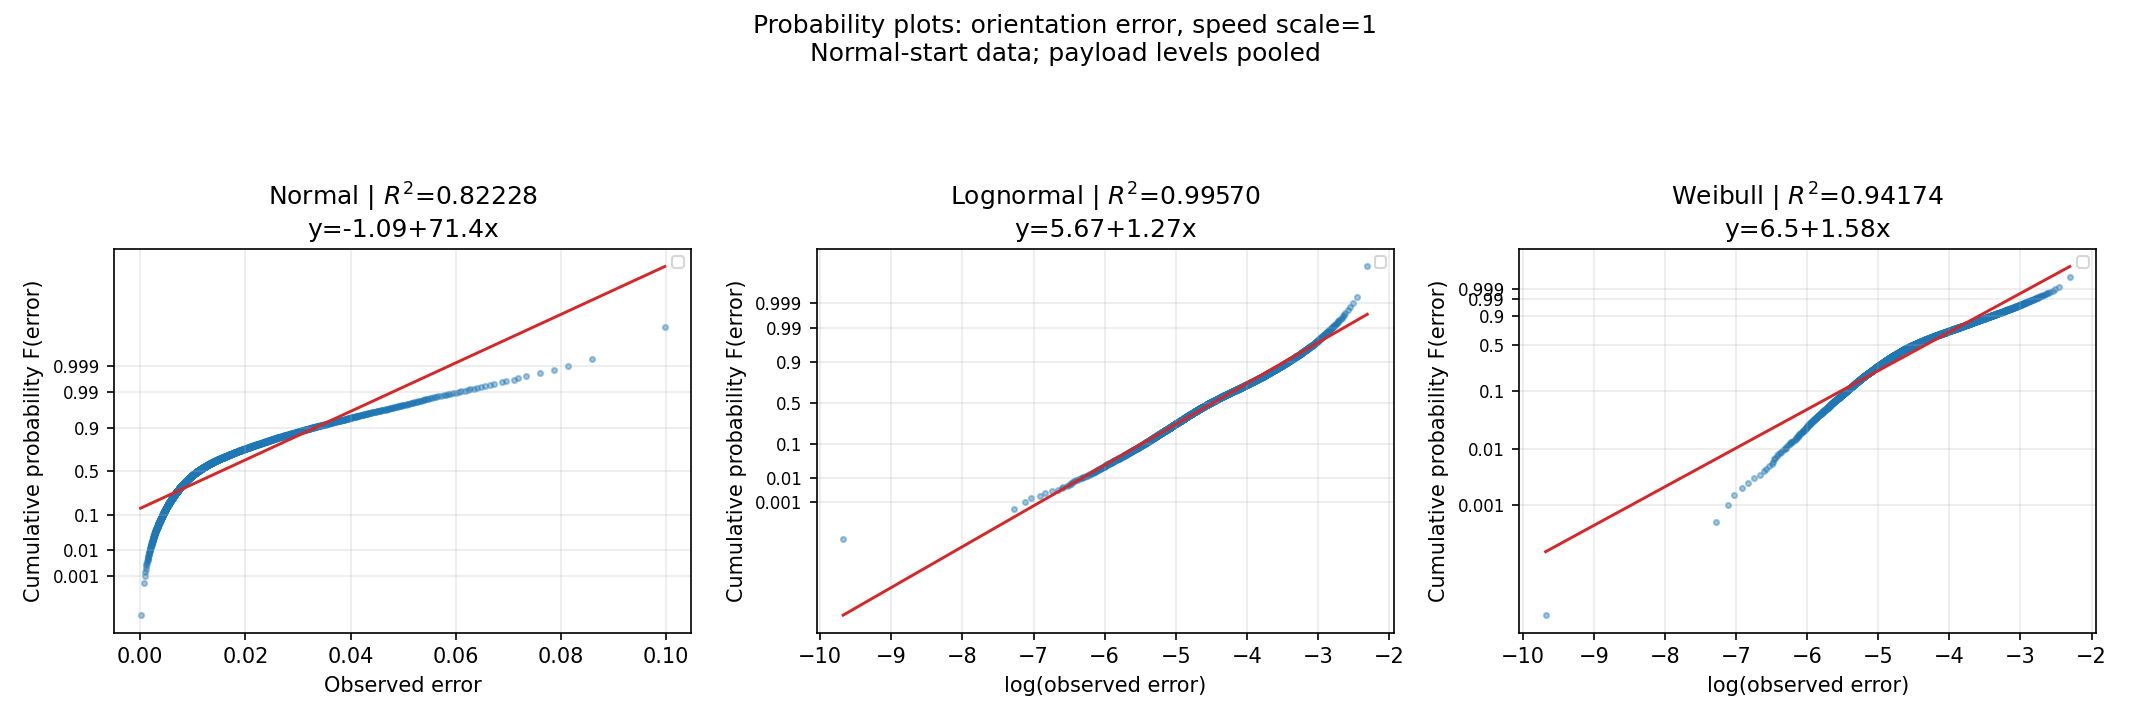 Probability plots: orientation error, speed scale=1
Normal-start data; payload levels pooled
Normal | R²=0.82228
y=-1.09+71.4x
Cumulative probability F(error)
0.999
0.99
0.9
0.5
0.1
0.01
0.001
0.00 0.02 0.04 0.06 0.08 0.10
Observed error
Lognormal | R²=0.99570
y=5.67+1.27x
Cumulative probability F(error)
0.999
0.99
0.9
0.5
0.1
0.01
0.001
−10 −9 −8 −7 −6 −5 −4 −3 −2
log(observed error)
Weibull | R²=0.94174
y=6.5+1.58x
Cumulative probability F(error)
0.999
0.99
0.9
0.5
0.1
0.01
0.001
−10 −9 −8 −7 −6 −5 −4 −3 −2
log(observed error)